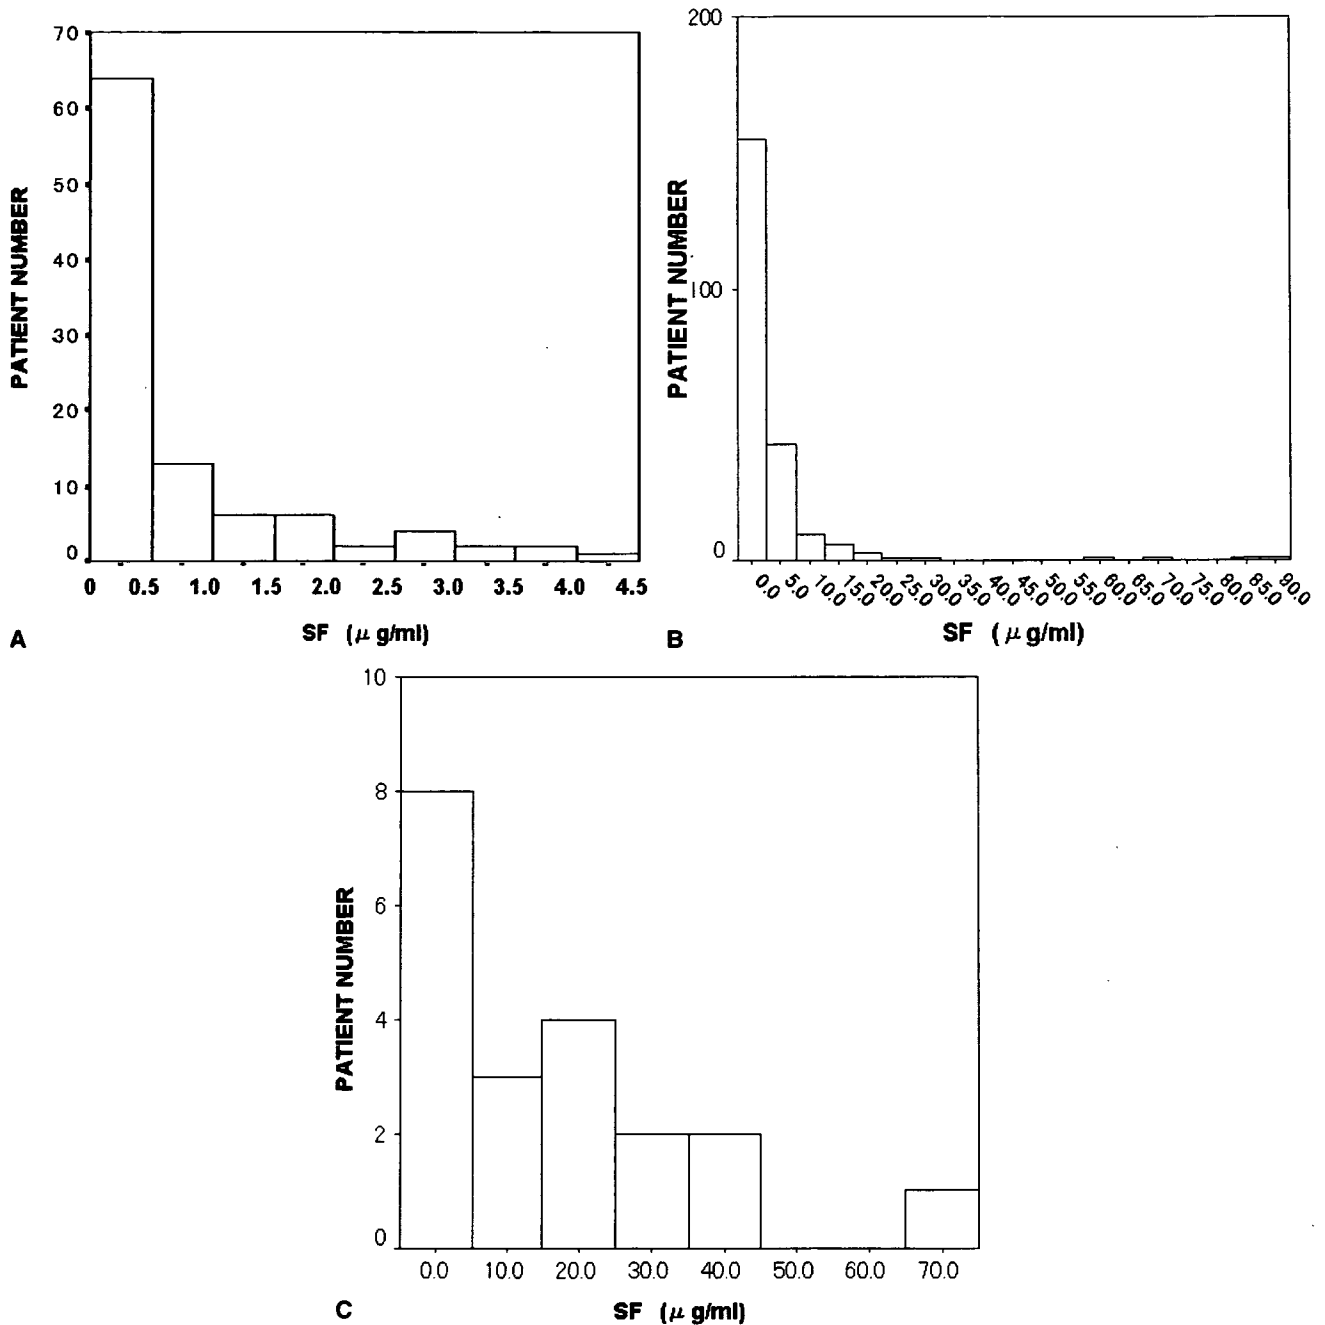 70
60
50
40
30
20
10
0
PATIENT NUMBER
0 0.5 1.0 1.5 2.0 2.5 3.0 3.5 4.0 4.5
SF (μ g/ml)
A
200
100
0
PATIENT NUMBER
0.0 5.0 10.0 15.0 20.0 25.0 30.0 35.0 40.0 45.0 50.0 55.0 60.0 65.0 70.0 75.0 80.0 85.0 90.0
SF (μ g/ml)
B
10
8
6
4
2
0
PATIENT NUMBER
0.0 10.0 20.0 30.0 40.0 50.0 60.0 70.0
SF (μ g/ml)
C